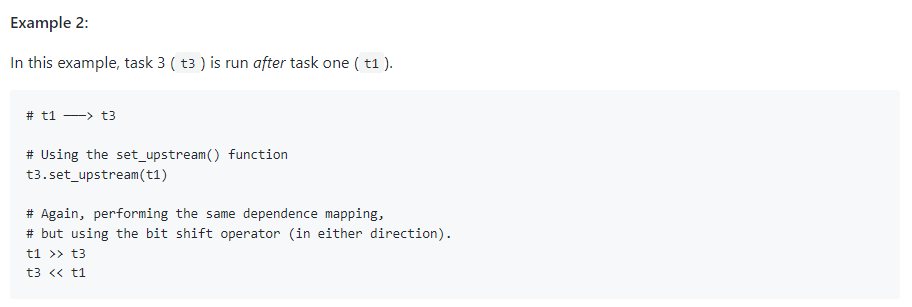 Example 2:
In this example, task 3 ( t3 ) is run after task one ( t1 ).
# t1 ——> t3
# Using the set_upstream() function
t3.set_upstream(t1)
# Again, performing the same dependence mapping,
# but using the bit shift operator (in either direction).
t1 >> t3
t3 << t1